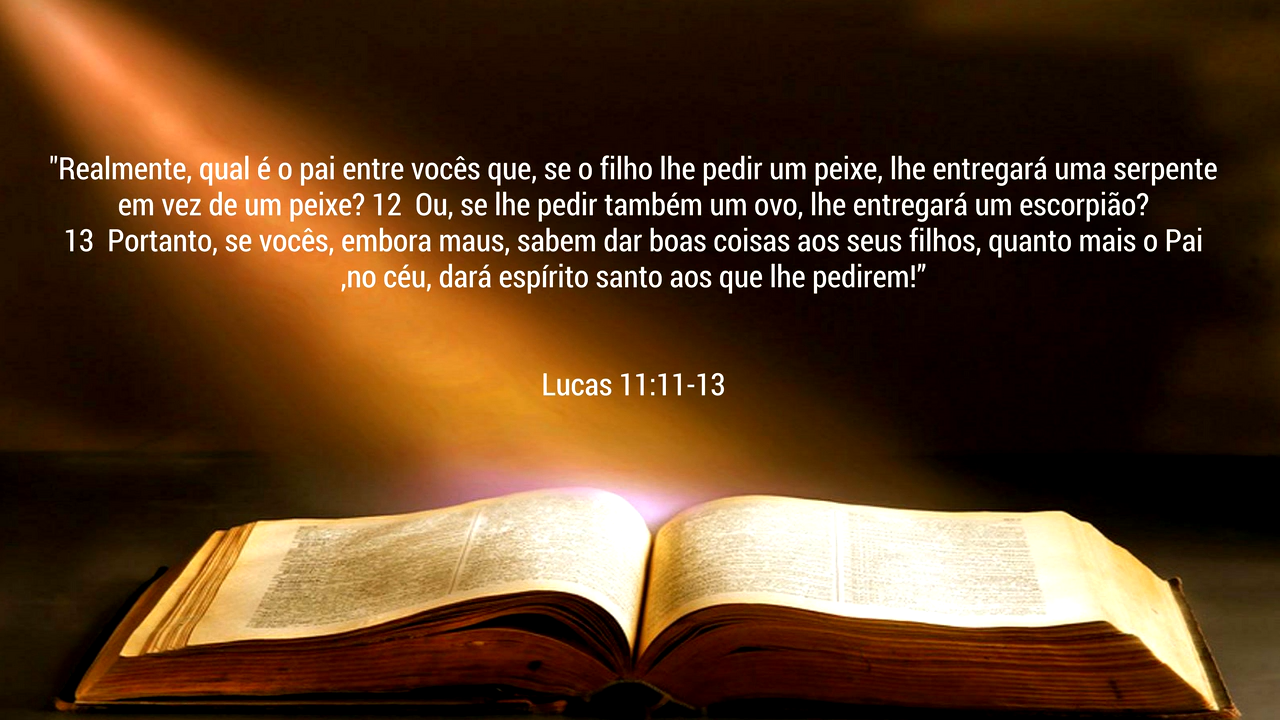 "Realmente, qual é o pai entre vocês que, se o filho lhe pedir um peixe, lhe entregará uma serpente
em vez de um peixe? 12  Ou, se lhe pedir também um ovo, lhe entregará um escorpião?
13  Portanto, se vocês, embora maus, sabem dar boas coisas aos seus filhos, quanto mais o Pai
,no céu, dará espírito santo aos que lhe pedirem!”
Lucas 11:11-13